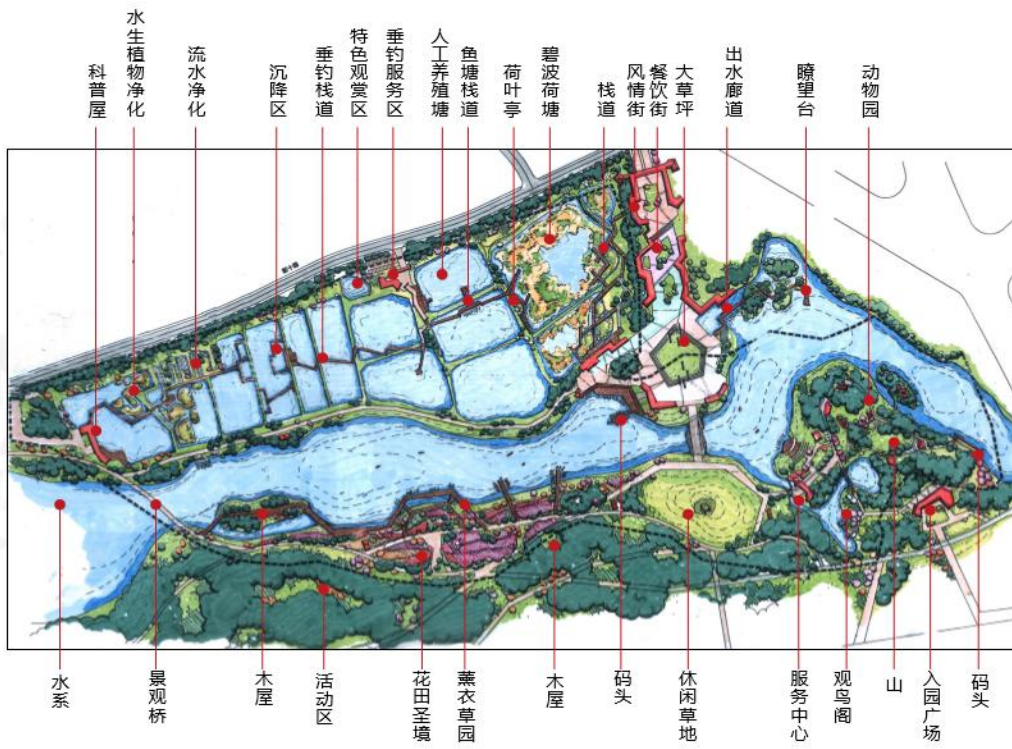 科普屋
水生植物净化
流水净化
沉降区
垂钓栈道
特色观赏区
垂钓服务区
人工养殖塘
鱼塘栈道
荷叶亭
碧波荷塘
栈道
风情街
餐饮街
大草坪
出水廊道
瞭望台
动物园
水系
景观桥
木屋
活动区
花田圣境
薰衣草园
木屋
码头
休闲草地
服务中心
观鸟阁
山
入园广场
码头